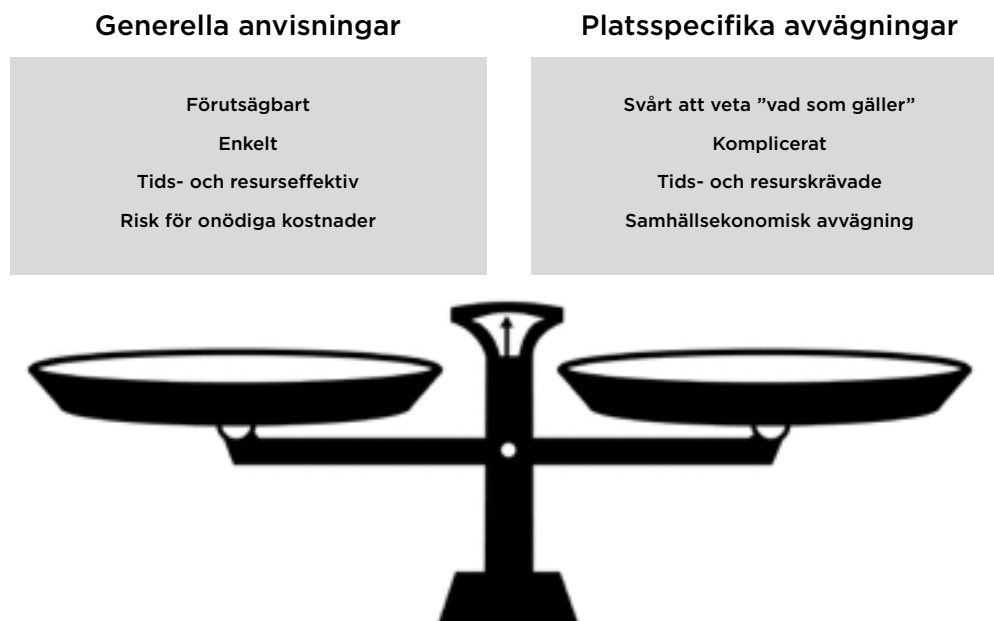 Generella anvisningar
Förutsägbart
Enkelt
Tids- och resurseffektiv
Risk för onödiga kostnader
Platsspecifika avvägningar
Svårt att veta ”vad som gäller”
Komplicerat
Tids- och resurskrävade
Samhällsekonomisk avvägning